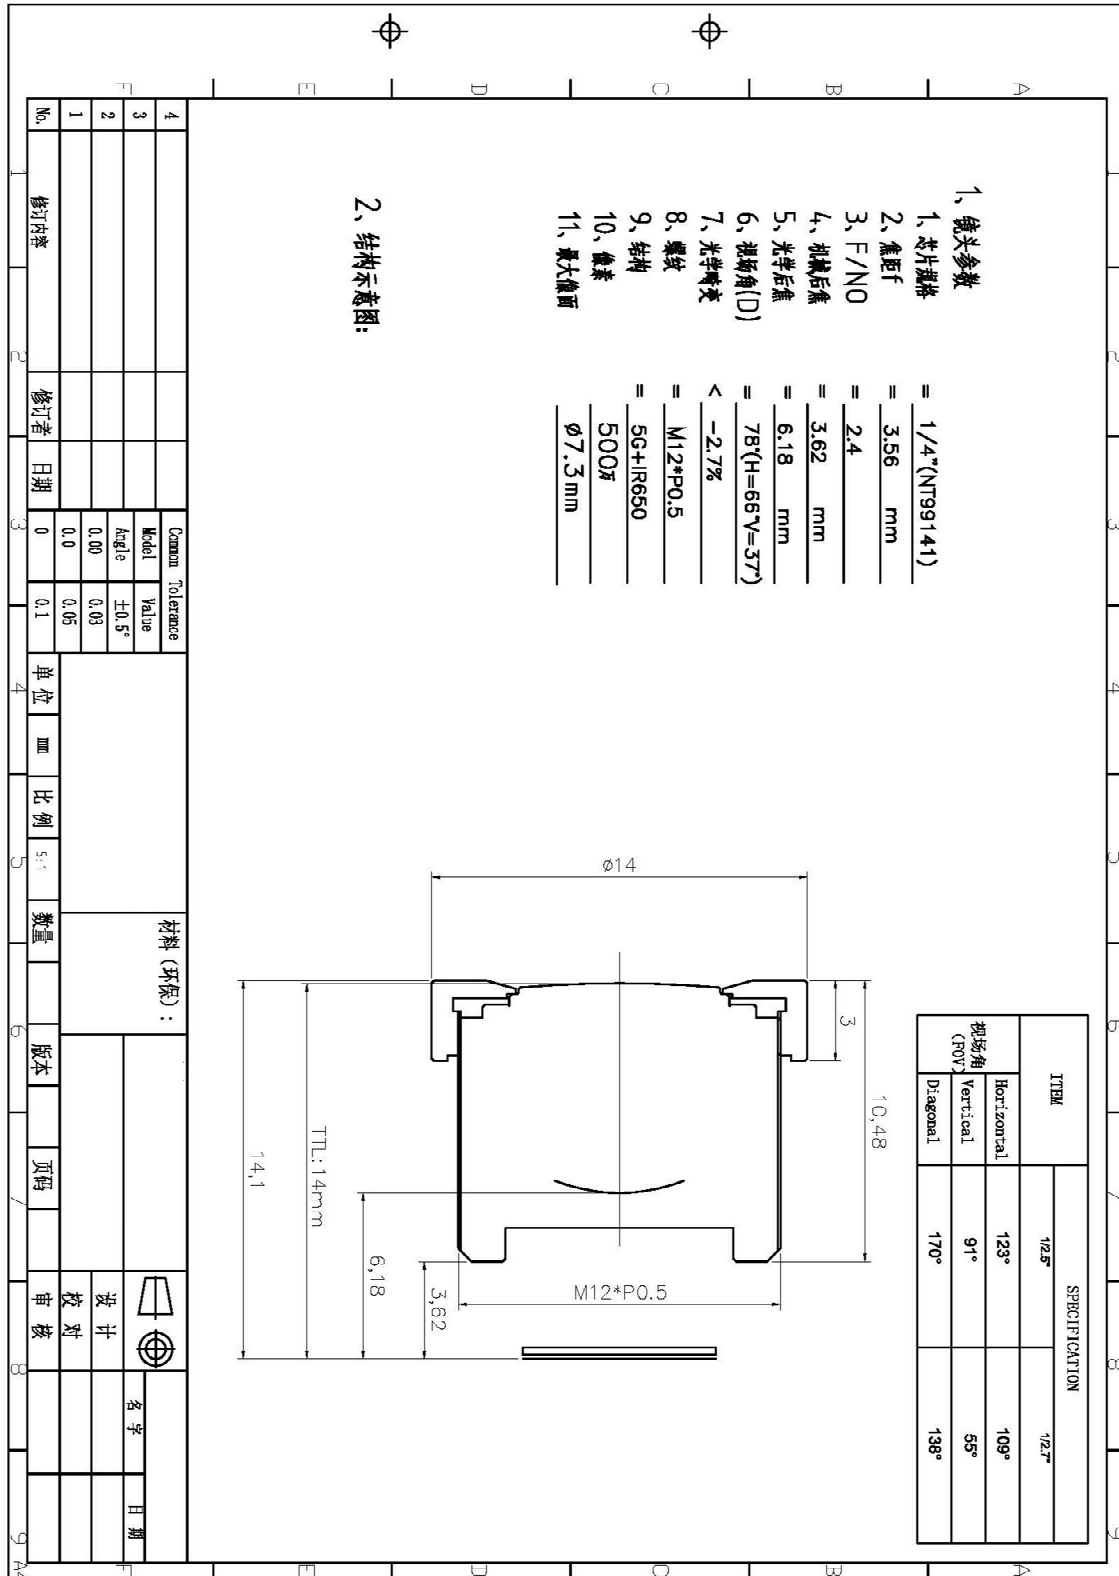 A
B
C
D
E
F
1
2
3
4
5
6
7
8
9
A4
1、镜头参数
1、芯片规格 = 1/4"(NT99141)
2、焦距f = 3.56 mm
3、F/NO = 2.4
4、机械后焦 = 3.62 mm
5、光学后焦 = 6.18 mm
6、视场角(D) = 78°(H=66°V=37°)
7、光学畸变 < -2.7%
8、螺纹 = M12*P0.5
9、结构 = 5G+IR650
10、像素 500万
11、最大像面 Ø7.3mm
2、结构示意图:
ITEM SPECIFICATION
1/2.5" 1/2.7"
视场角(FOV)
Horizontal 123° 109°
Vertical 91° 55°
Diagonal 170° 138°
Ø14
3
10,48
M12*P0.5
3,62
6,18
TTL:14mm
14,1
4
3
2
1
No. 修订内容 修订者 日期
Common Tolerance
Model Value
Angle ±0.5°
0.00 0.03
0.0 0.05
0 0.1
材料(环保):
单位 mm 比例 5:1 数量 版本 页码
名字 日期
设计
校对
审核